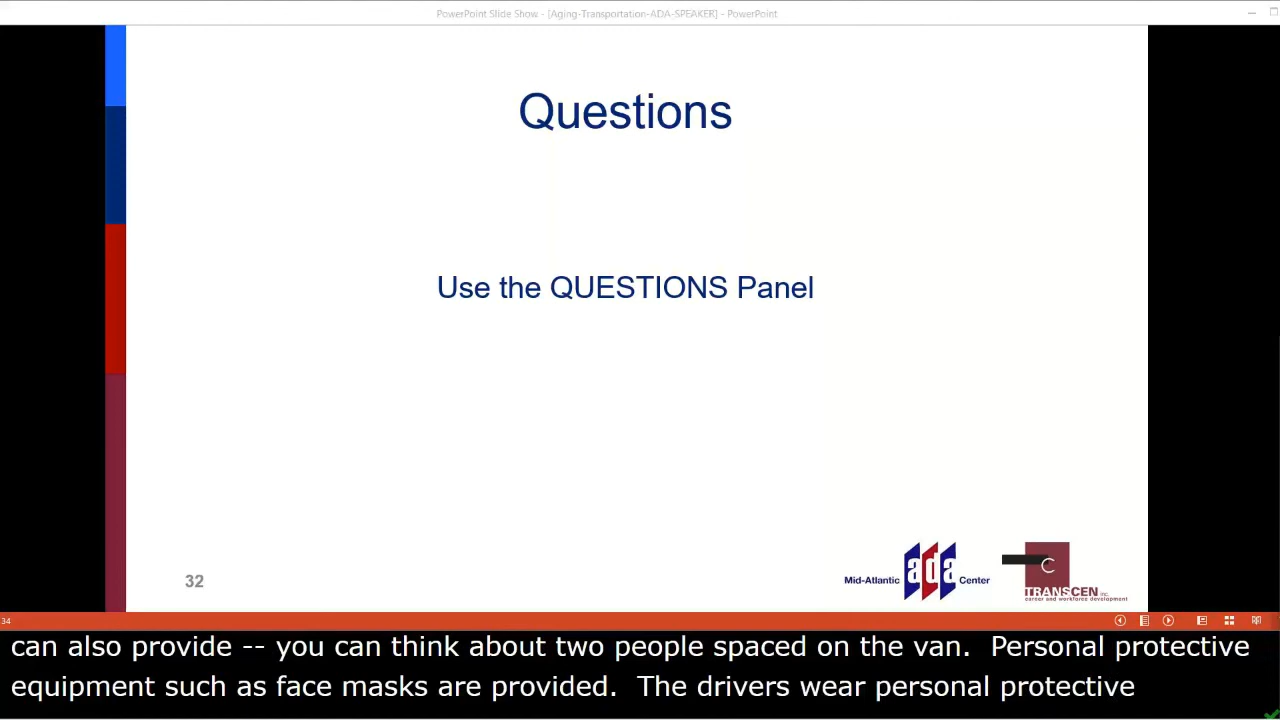 PowerPoint Slide Show - [Aging-Transportation-ADA-SPEAKER] - PowerPoint
Questions
Use the QUESTIONS Panel
32
Mid-Atlantic ada Center
C
TRANSCEN inc.
career and workforce development
34
can also provide -- you can think about two people spaced on the van.  Personal protective
equipment such as face masks are provided.  The drivers wear personal protective